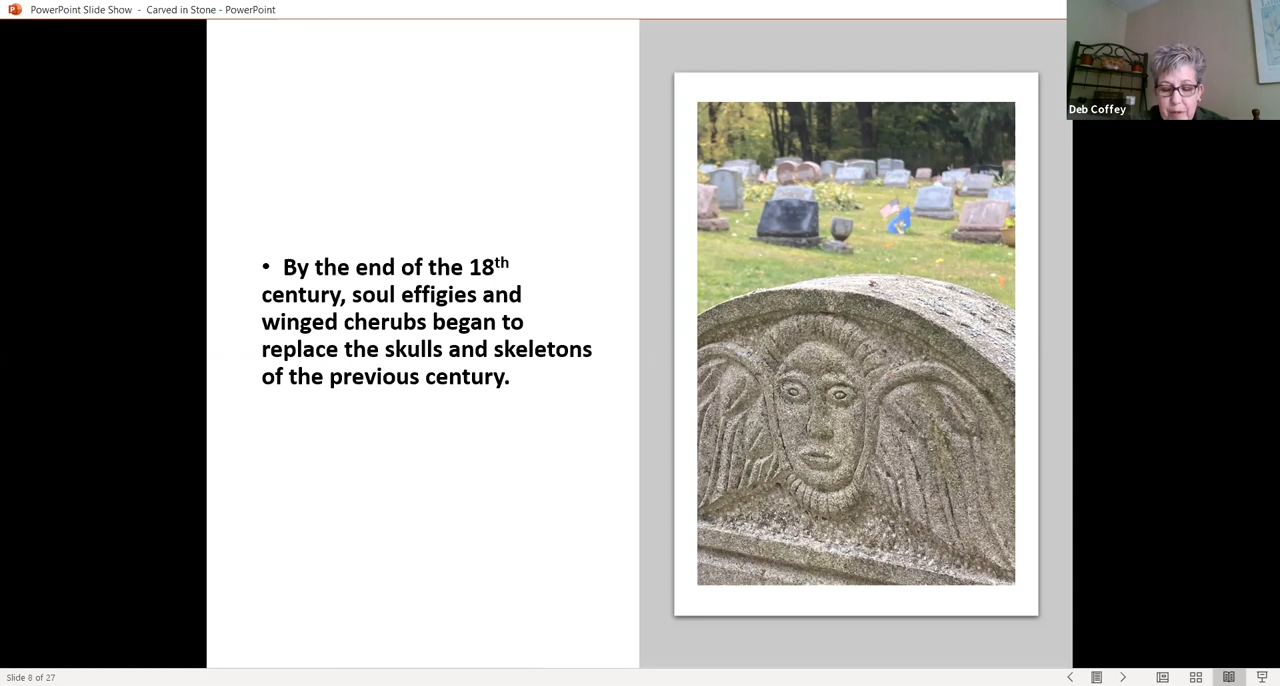 PowerPoint Slide Show - Carved in Stone - PowerPoint
Deb Coffey
• By the end of the 18th
century, soul effigies and
winged cherubs began to
replace the skulls and skeletons
of the previous century.
Slide 8 of 27